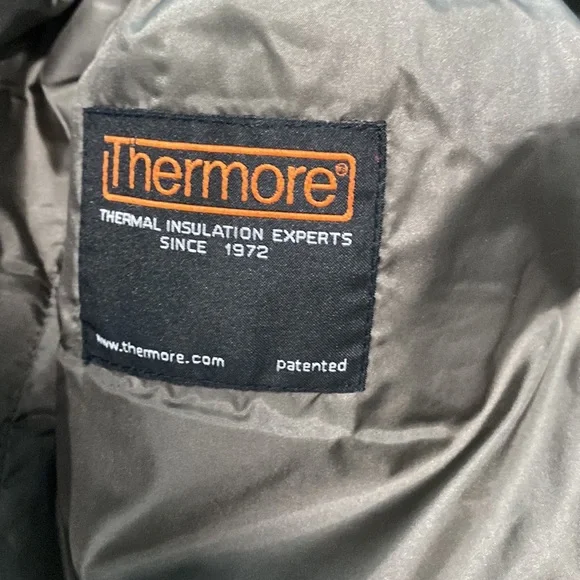 Thermore®
THERMAL INSULATION EXPERTS
SINCE 1972
www.thermore.com patented